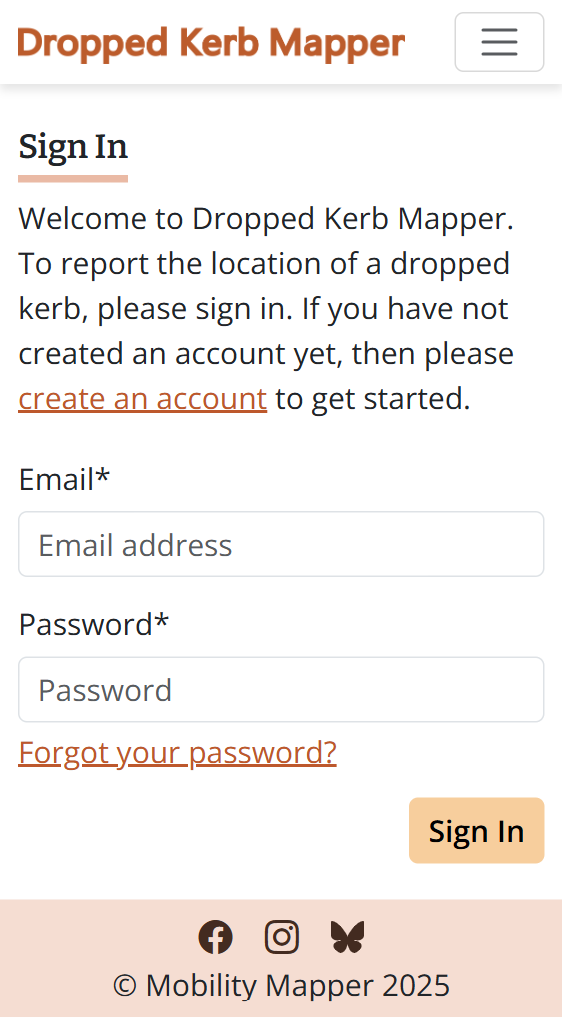 Dropped Kerb Mapper
Sign In
Welcome to Dropped Kerb Mapper.
To report the location of a dropped
kerb, please sign in. If you have not
created an account yet, then please
create an account to get started.
Email*
Email address
Password*
Password
Forgot your password?
Sign In
© Mobility Mapper 2025